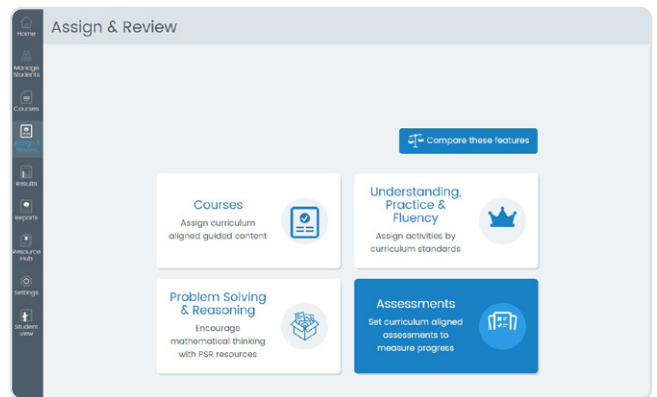 Home
Assign & Review
Manage
Students
Courses
Assign &
Review
Results
Reports
Resource
Hub
Settings
Student
view
Compare these features
Courses
Assign curriculum
aligned guided content
Understanding,
Practice &
Fluency
Assign activities by
curriculum standards
Problem Solving
& Reasoning
Encourage
mathematical thinking
with PSR resources
Assessments
Set curriculum aligned
assessments to
measure progress